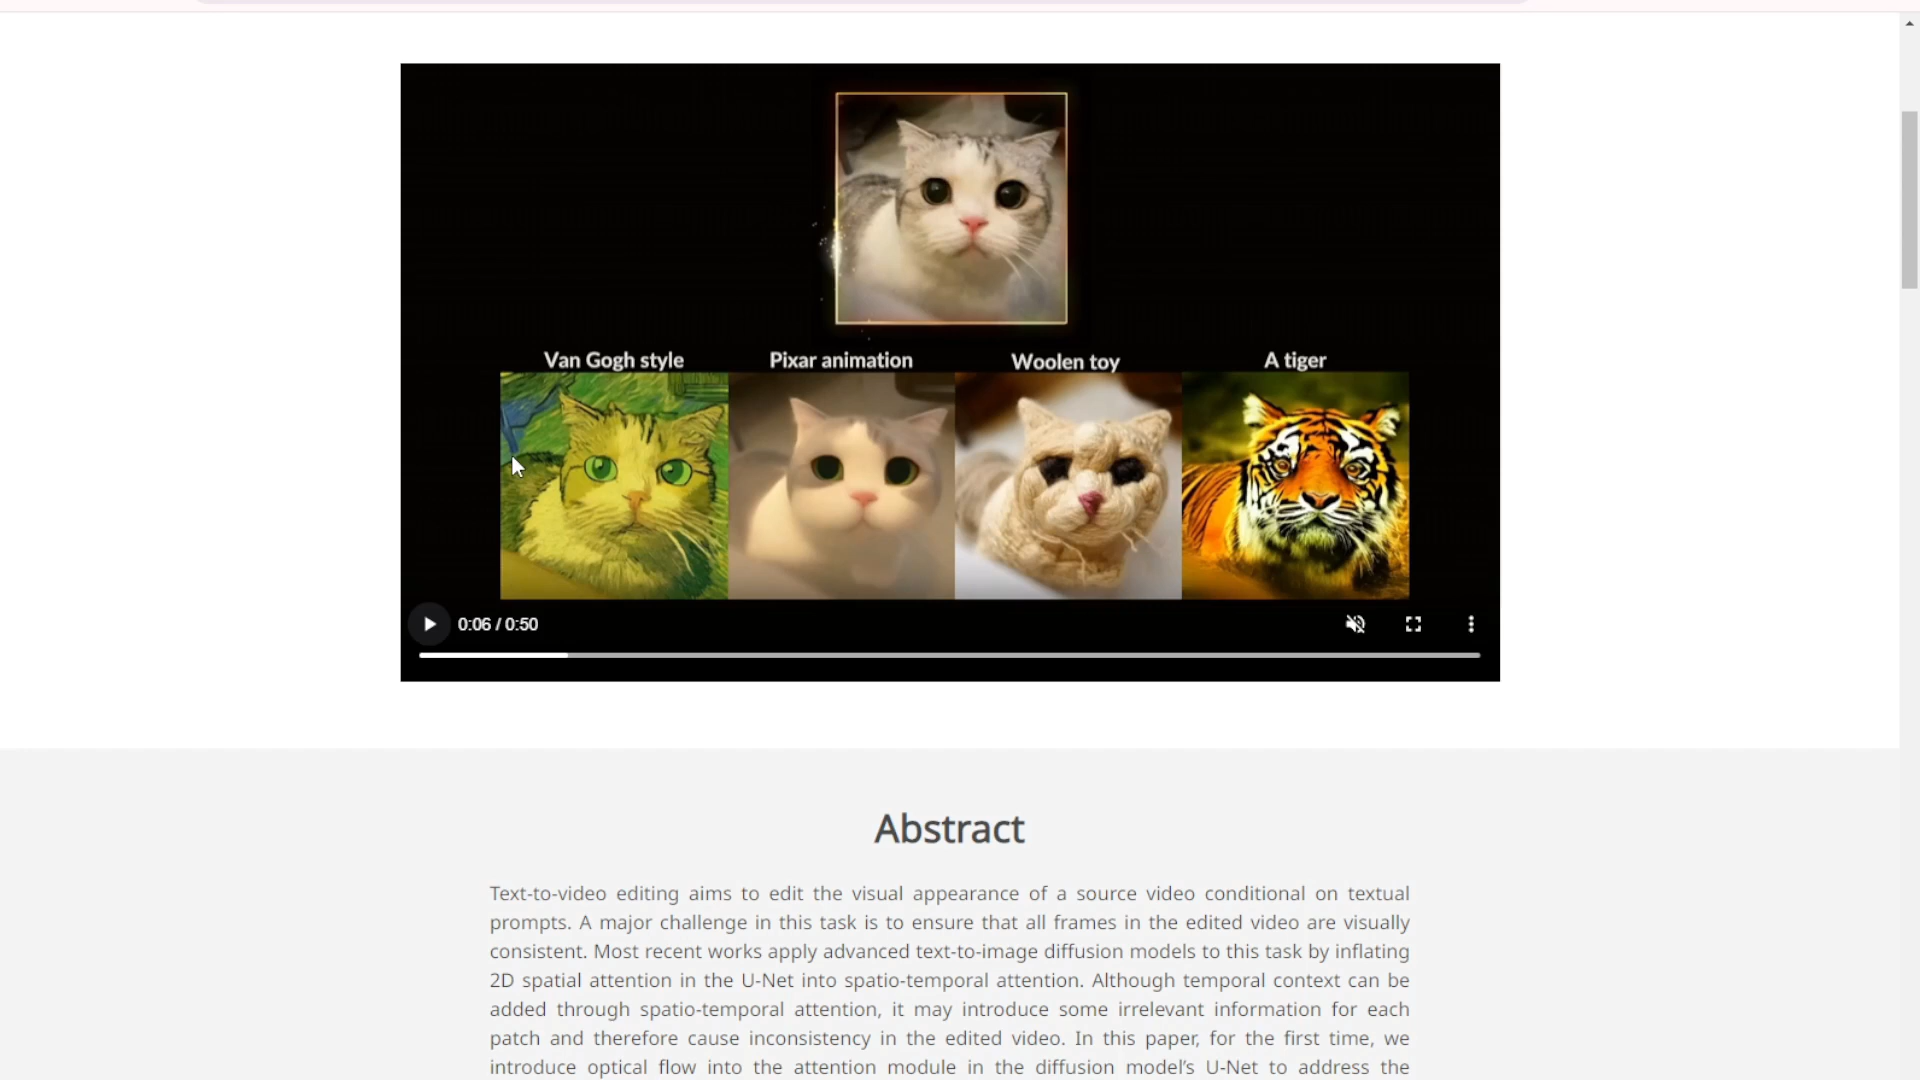 Van Gogh style Pixar animation Woolen toy A tiger
0:06 / 0:50
Abstract
Text-to-video editing aims to edit the visual appearance of a source video conditional on textual
prompts. A major challenge in this task is to ensure that all frames in the edited video are visually
consistent. Most recent works apply advanced text-to-image diffusion models to this task by inflating
2D spatial attention in the U-Net into spatio-temporal attention. Although temporal context can be
added through spatio-temporal attention, it may introduce some irrelevant information for each
patch and therefore cause inconsistency in the edited video. In this paper, for the first time, we
introduce optical flow into the attention module in the diffusion model’s U-Net to address the